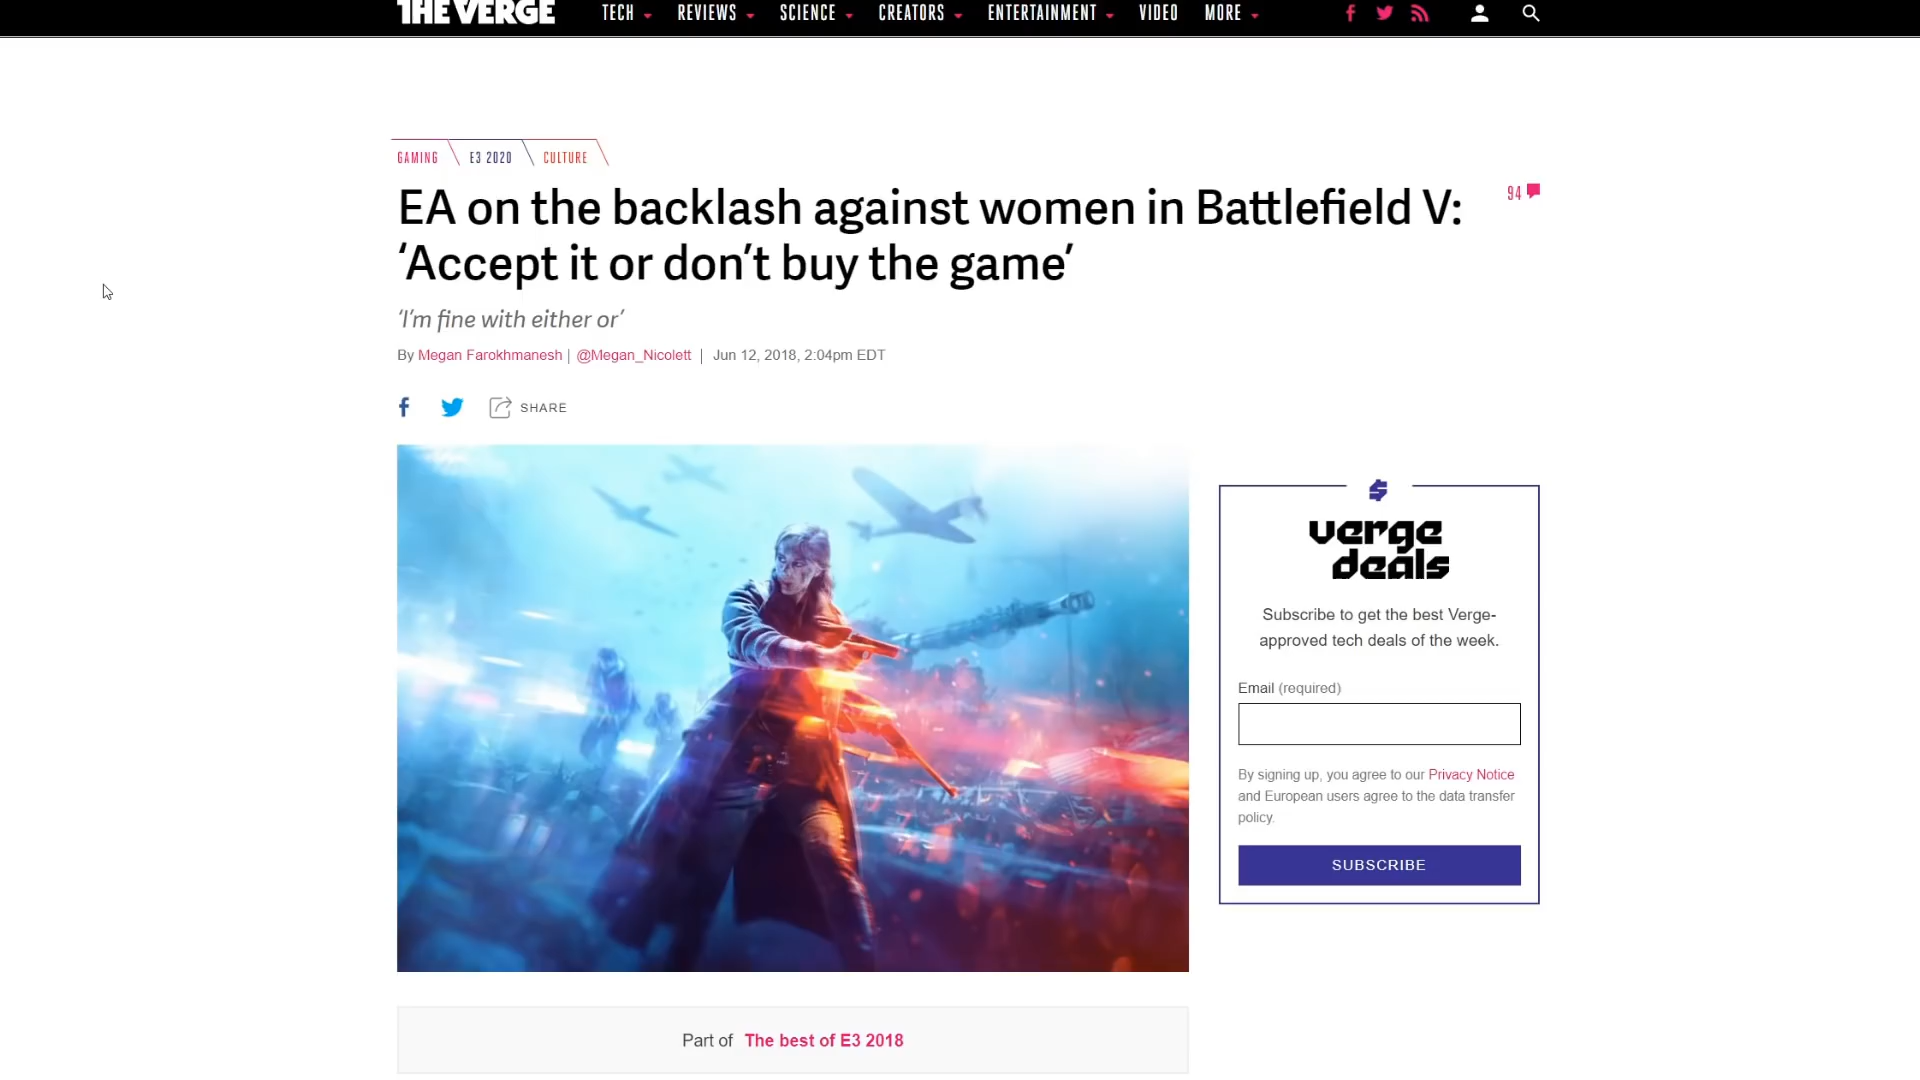 THE VERGE TECH REVIEWS SCIENCE CREATORS ENTERTAINMENT VIDEO MORE
GAMING E3 2020 CULTURE
EA on the backlash against women in Battlefield V:
‘Accept it or don’t buy the game’
94
‘I’m fine with either or’
By Megan Farokhmanesh | @Megan_Nicolett | Jun 12, 2018, 2:04pm EDT
SHARE
verge
deals
Subscribe to get the best Verge-
approved tech deals of the week.
Email (required)
By signing up, you agree to our Privacy Notice
and European users agree to the data transfer
policy.
SUBSCRIBE
Part of The best of E3 2018